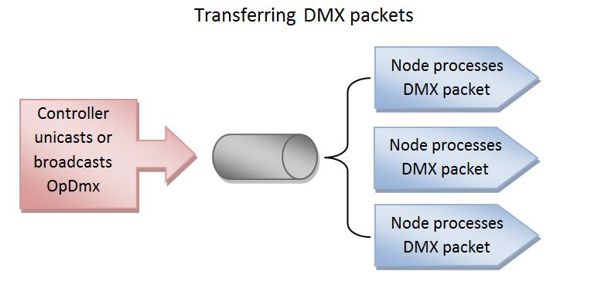 Transferring DMX packets
Controller
unicasts or
broadcasts
OpDmx
Node processes
DMX packet
Node processes
DMX packet
Node processes
DMX packet